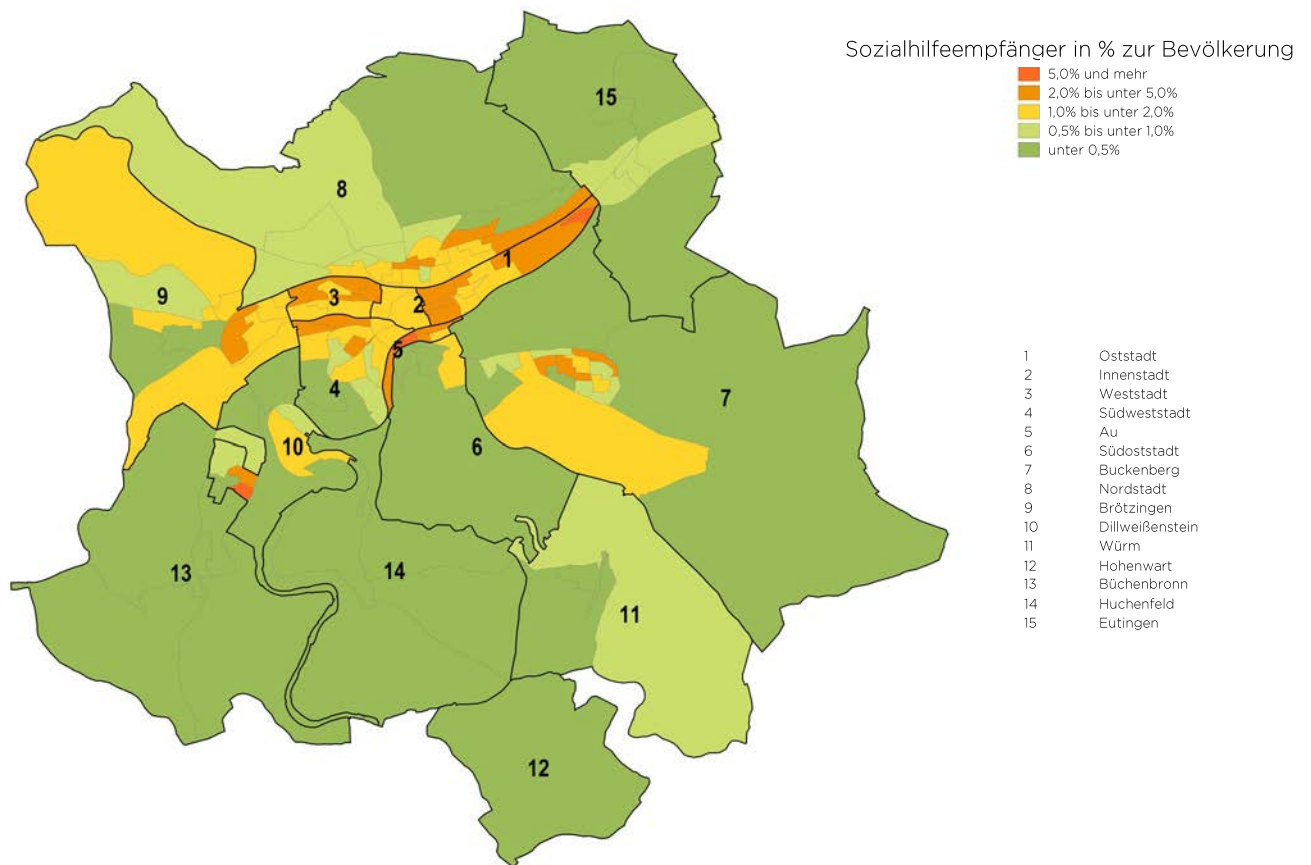 Sozialhilfeempfänger in % zur Bevölkerung
5,0% und mehr
2,0% bis unter 5,0%
1,0% bis unter 2,0%
0,5% bis unter 1,0%
unter 0,5%
15
8
1
9
3
2
5
4
7
10
6
13
14
11
12
1 Oststadt
2 Innenstadt
3 Weststadt
4 Südweststadt
5 Au
6 Südoststadt
7 Buckenberg
8 Nordstadt
9 Brötzingen
10 Dillweißenstein
11 Würm
12 Hohenwart
13 Büchenbronn
14 Huchenfeld
15 Eutingen